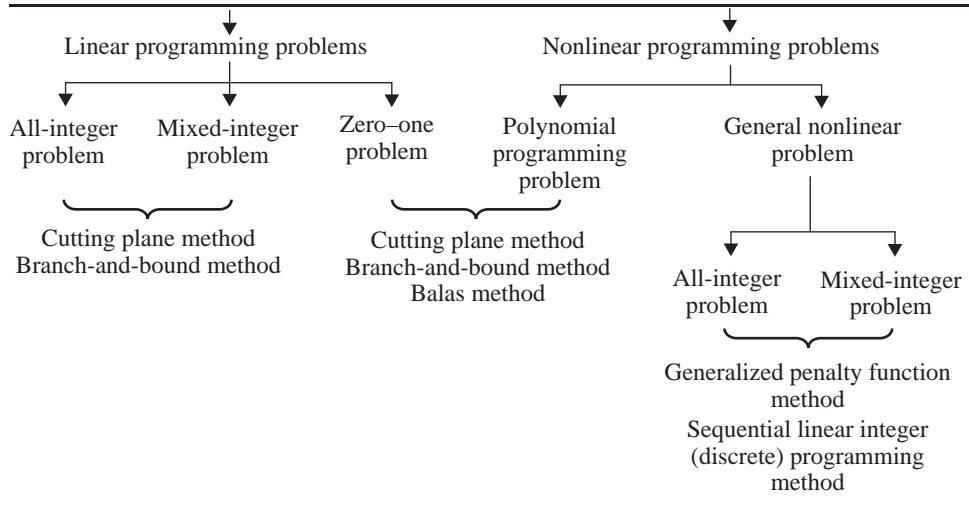 Linear programming problems
Nonlinear programming problems
All-integer
problem
Mixed-integer
problem
Zero–one
problem
Polynomial
programming
problem
General nonlinear
problem
Cutting plane method
Branch-and-bound method
Cutting plane method
Branch-and-bound method
Balas method
All-integer
problem
Mixed-integer
problem
Generalized penalty function
method
Sequential linear integer
(discrete) programming
method